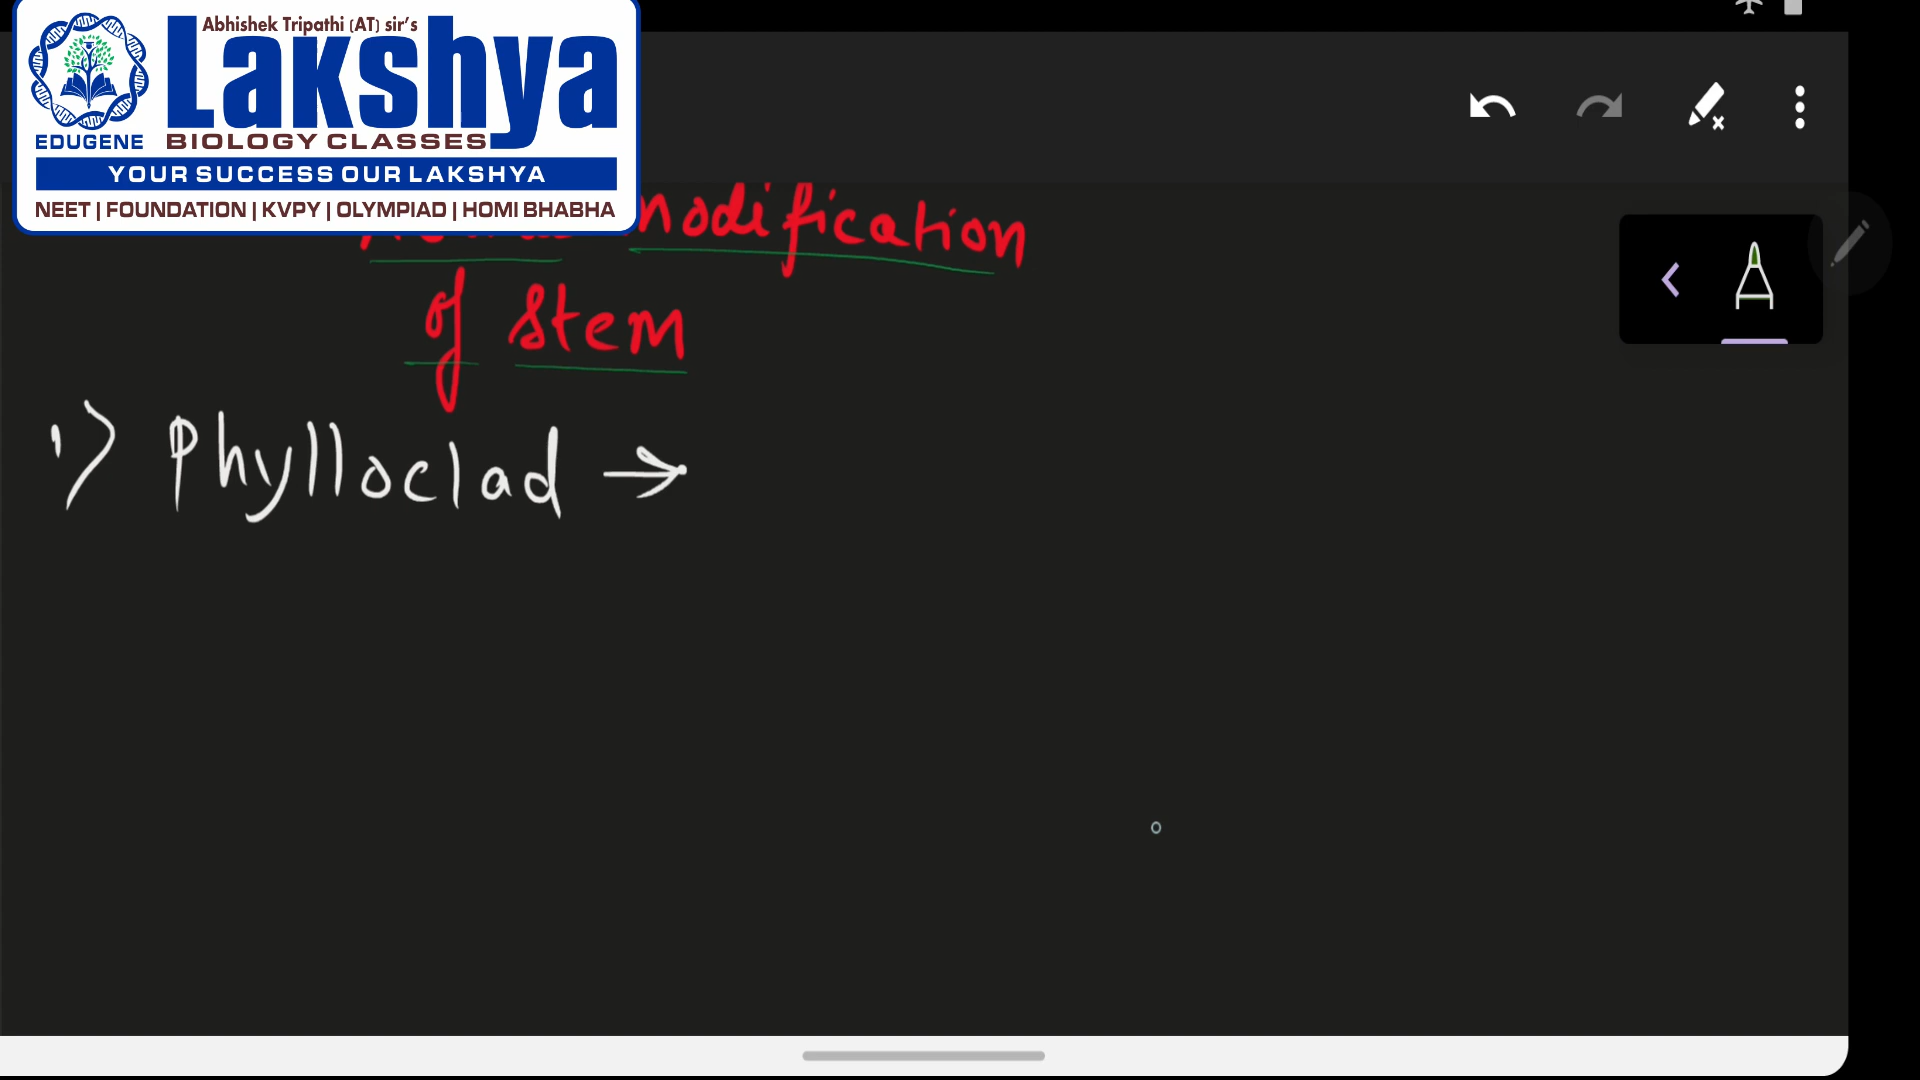 Abhishek Tripathi (AT) sir's
Lakshya
EDUGENE
BIOLOGY CLASSES
YOUR SUCCESS OUR LAKSHYA
NEET | FOUNDATION | KVPY | OLYMPIAD | HOMI BHABHA
modification
of Stem
1) Phylloclad →